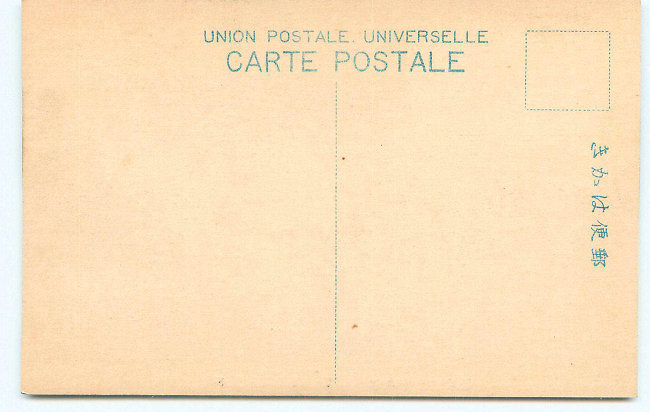 UNION POSTALE. UNIVERSELLE
CARTE POSTALE
郵便はかき